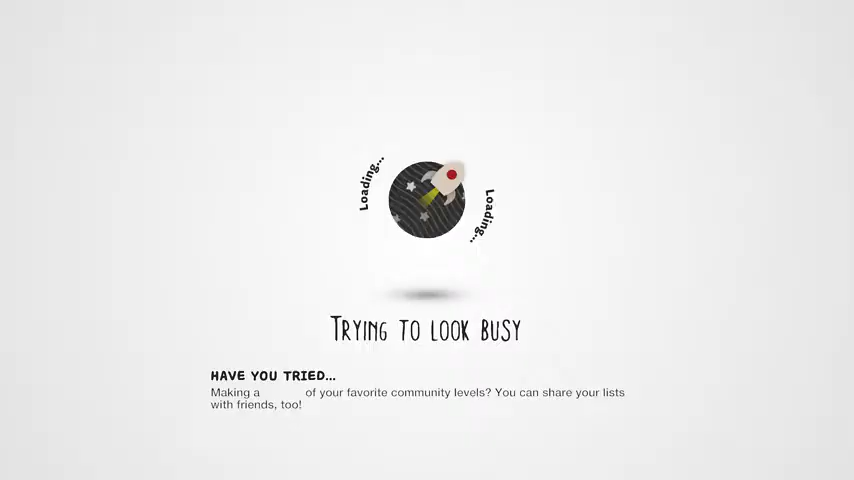 Loading...
Loading...
TRYING TO LOOK BUSY
HAVE YOU TRIED...
Making a of your favorite community levels? You can share your lists
with friends, too!